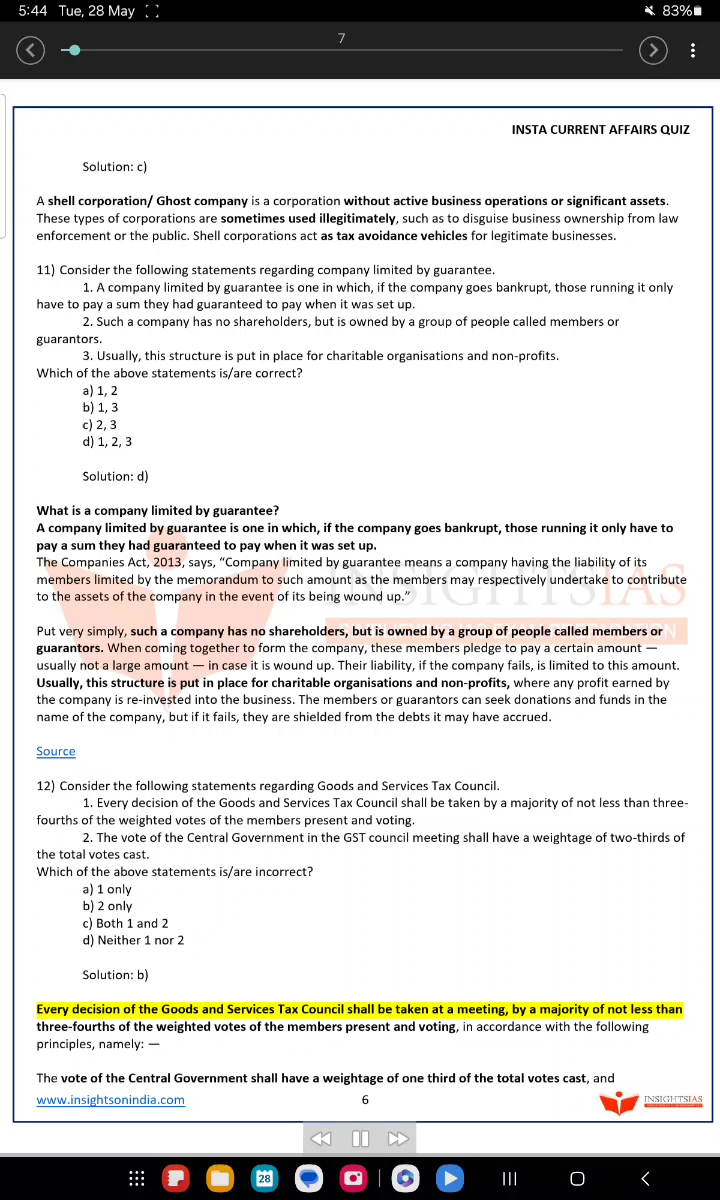 5:44 Tue, 28 May
83%
7
INSTA CURRENT AFFAIRS QUIZ
Solution: c)
A shell corporation/ Ghost company is a corporation without active business operations or significant assets.
These types of corporations are sometimes used illegitimately, such as to disguise business ownership from law
enforcement or the public. Shell corporations act as tax avoidance vehicles for legitimate businesses.
11) Consider the following statements regarding company limited by guarantee.
1. A company limited by guarantee is one in which, if the company goes bankrupt, those running it only
have to pay a sum they had guaranteed to pay when it was set up.
2. Such a company has no shareholders, but is owned by a group of people called members or
guarantors.
3. Usually, this structure is put in place for charitable organisations and non-profits.
Which of the above statements is/are correct?
a) 1, 2
b) 1, 3
c) 2, 3
d) 1, 2, 3
Solution: d)
What is a company limited by guarantee?
A company limited by guarantee is one in which, if the company goes bankrupt, those running it only have to
pay a sum they had guaranteed to pay when it was set up.
The Companies Act, 2013, says, “Company limited by guarantee means a company having the liability of its
members limited by the memorandum to such amount as the members may respectively undertake to contribute
to the assets of the company in the event of its being wound up.”
INSIGHTSIAS
Put very simply, such a company has no shareholders, but is owned by a group of people called members or
guarantors. When coming together to form the company, these members pledge to pay a certain amount —
usually not a large amount — in case it is wound up. Their liability, if the company fails, is limited to this amount.
Usually, this structure is put in place for charitable organisations and non-profits, where any profit earned by
the company is re-invested into the business. The members or guarantors can seek donations and funds in the
name of the company, but if it fails, they are shielded from the debts it may have accrued.
Source
12) Consider the following statements regarding Goods and Services Tax Council.
1. Every decision of the Goods and Services Tax Council shall be taken by a majority of not less than three-
fourths of the weighted votes of the members present and voting.
2. The vote of the Central Government in the GST council meeting shall have a weightage of two-thirds of
the total votes cast.
Which of the above statements is/are incorrect?
a) 1 only
b) 2 only
c) Both 1 and 2
d) Neither 1 nor 2
Solution: b)
Every decision of the Goods and Services Tax Council shall be taken at a meeting, by a majority of not less than
three-fourths of the weighted votes of the members present and voting, in accordance with the following
principles, namely: —
The vote of the Central Government shall have a weightage of one third of the total votes cast, and
www.insightsonindia.com
6
INSIGHTSIAS
28